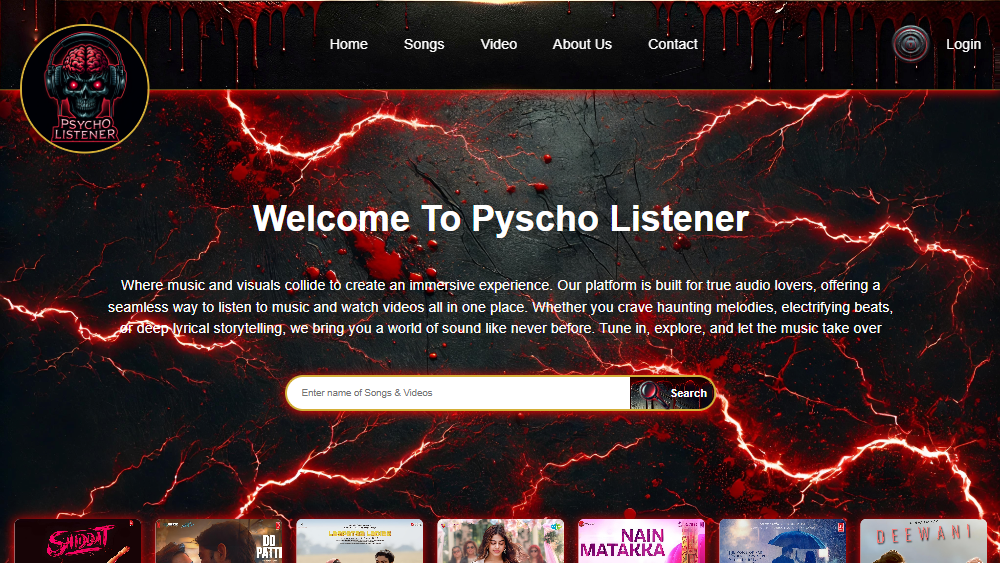 Home Songs Video About Us Contact Login
PSYCHO
LISTENER
Welcome To Pyscho Listener
Where music and visuals collide to create an immersive experience. Our platform is built for true audio lovers, offering a
seamless way to listen to music and watch videos all in one place. Whether you crave haunting melodies, electrifying beats,
or deep lyrical storytelling, we bring you a world of sound like never before. Tune in, explore, and let the music take over
Enter name of Songs & Videos Search
SHIDDAT
DO
PATTI
NAIN
MATAKKA
DEEWANI